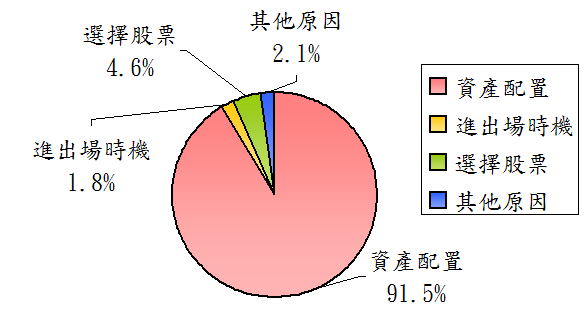 其他原因
2.1%
選擇股票
4.6%
進出場時機
1.8%
資產配置
91.5%
資產配置
進出場時機
選擇股票
其他原因